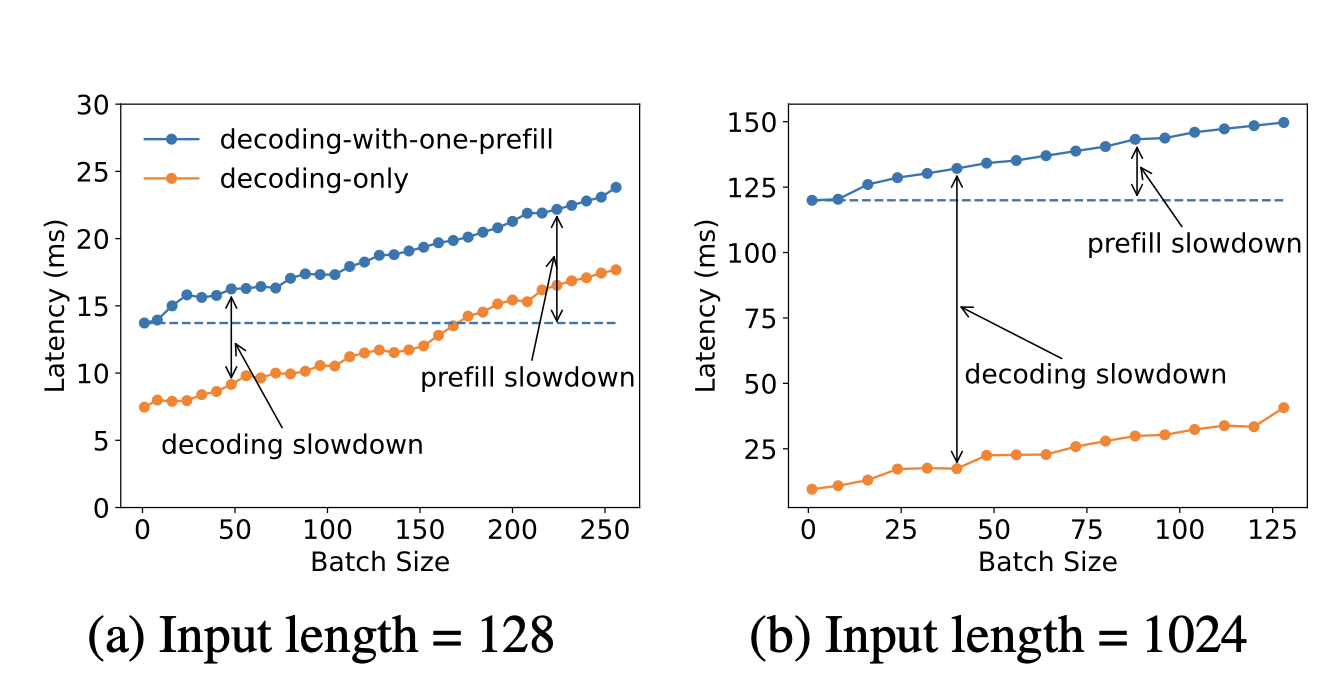 30
25
20
15
10
5
0
Latency (ms)
decoding-with-one-prefill
decoding-only
prefill slowdown
decoding slowdown
0 50 100 150 200 250
Batch Size
(a) Input length = 128
150
125
100
75
50
25
Latency (ms)
prefill slowdown
decoding slowdown
0 25 50 75 100 125
Batch Size
(b) Input length = 1024